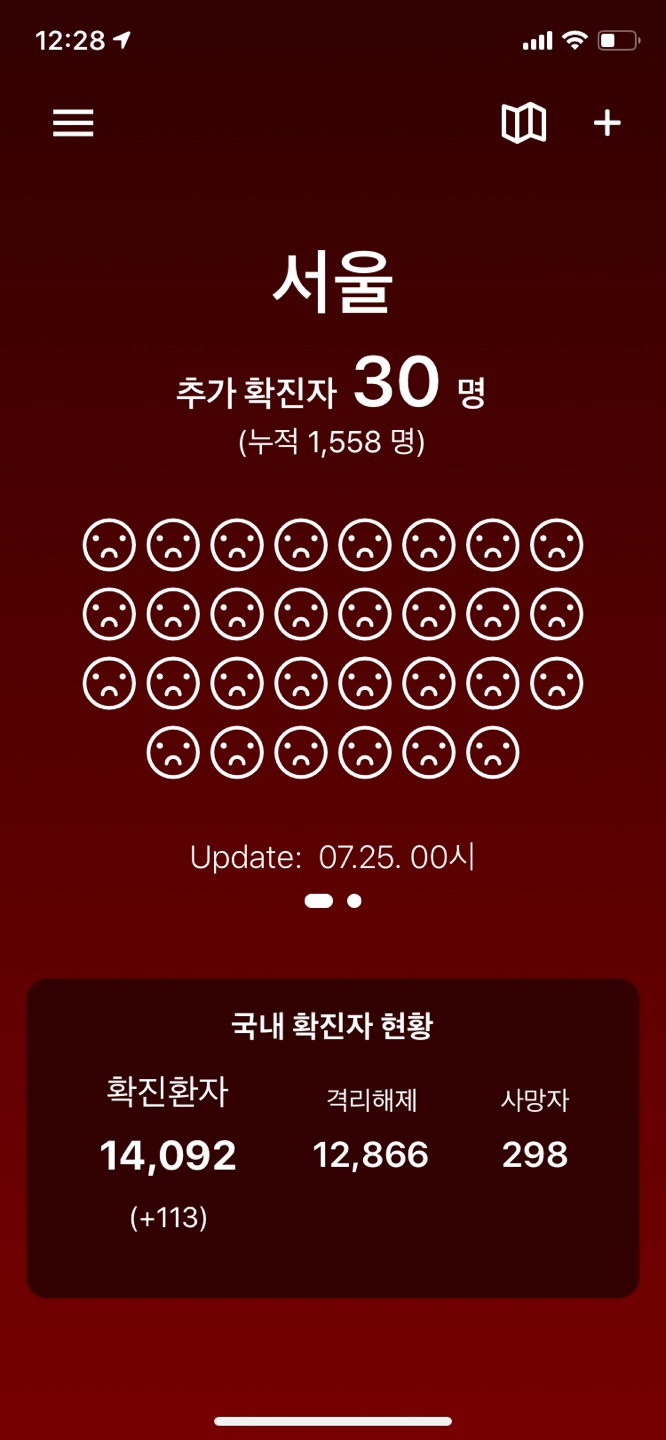 12:28
서울
추가 확진자 30 명
(누적 1,558 명)
Update: 07.25. 00시
국내 확진자 현황
확진환자 격리해제 사망자
14,092 12,866 298
(+113)